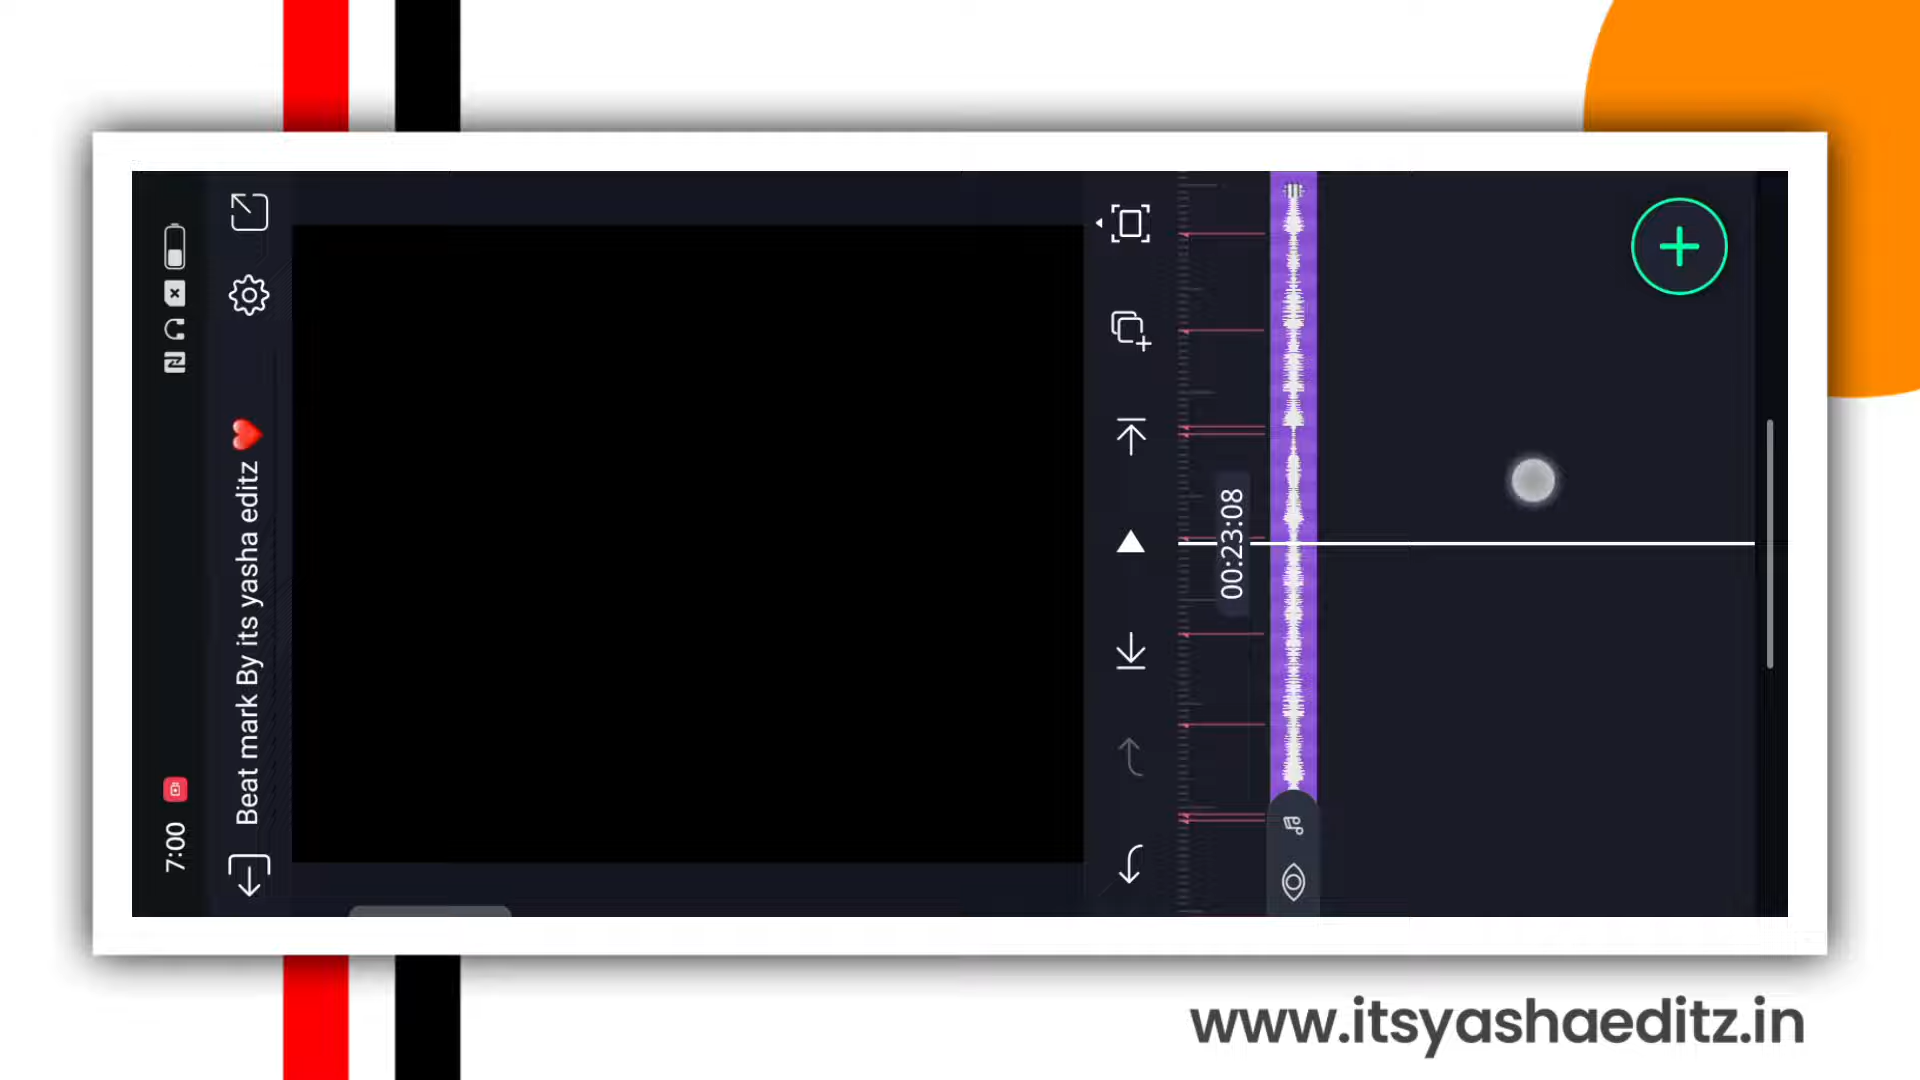 7:00
Beat mark By its yasha editz ❤️
00:23:08
www.itsyashaeditz.in